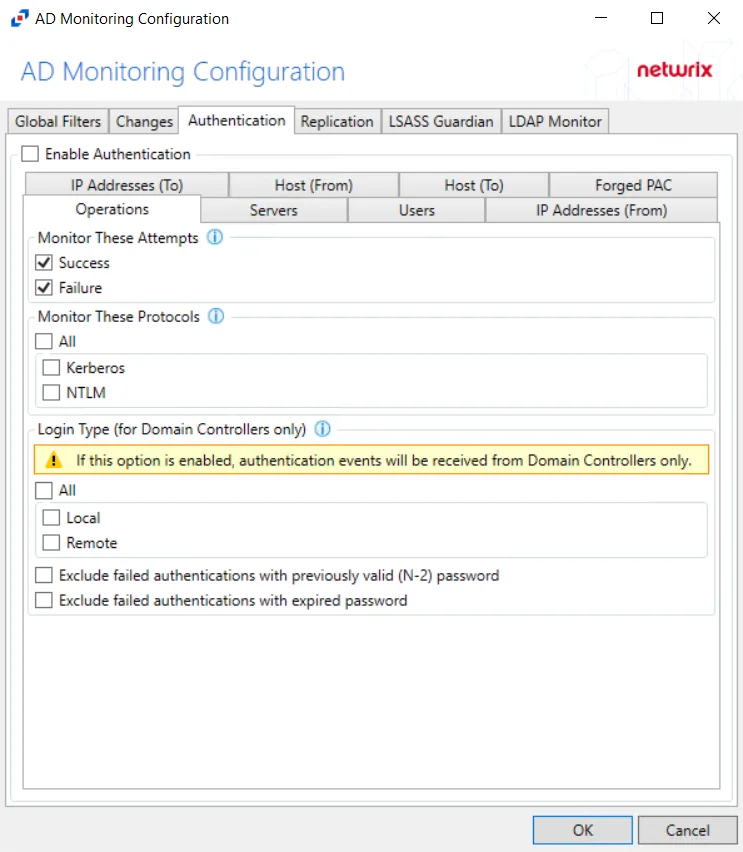 AD Monitoring Configuration
AD Monitoring Configuration
netwrix
Global Filters Changes Authentication Replication LSASS Guardian LDAP Monitor
Enable Authentication
IP Addresses (To) Host (From) Host (To) Forged PAC
Operations Servers Users IP Addresses (From)
Monitor These Attempts
Success
Failure
Monitor These Protocols
All
Kerberos
NTLM
Login Type (for Domain Controllers only)
If this option is enabled, authentication events will be received from Domain Controllers only.
All
Local
Remote
Exclude failed authentications with previously valid (N-2) password
Exclude failed authentications with expired password
OK Cancel